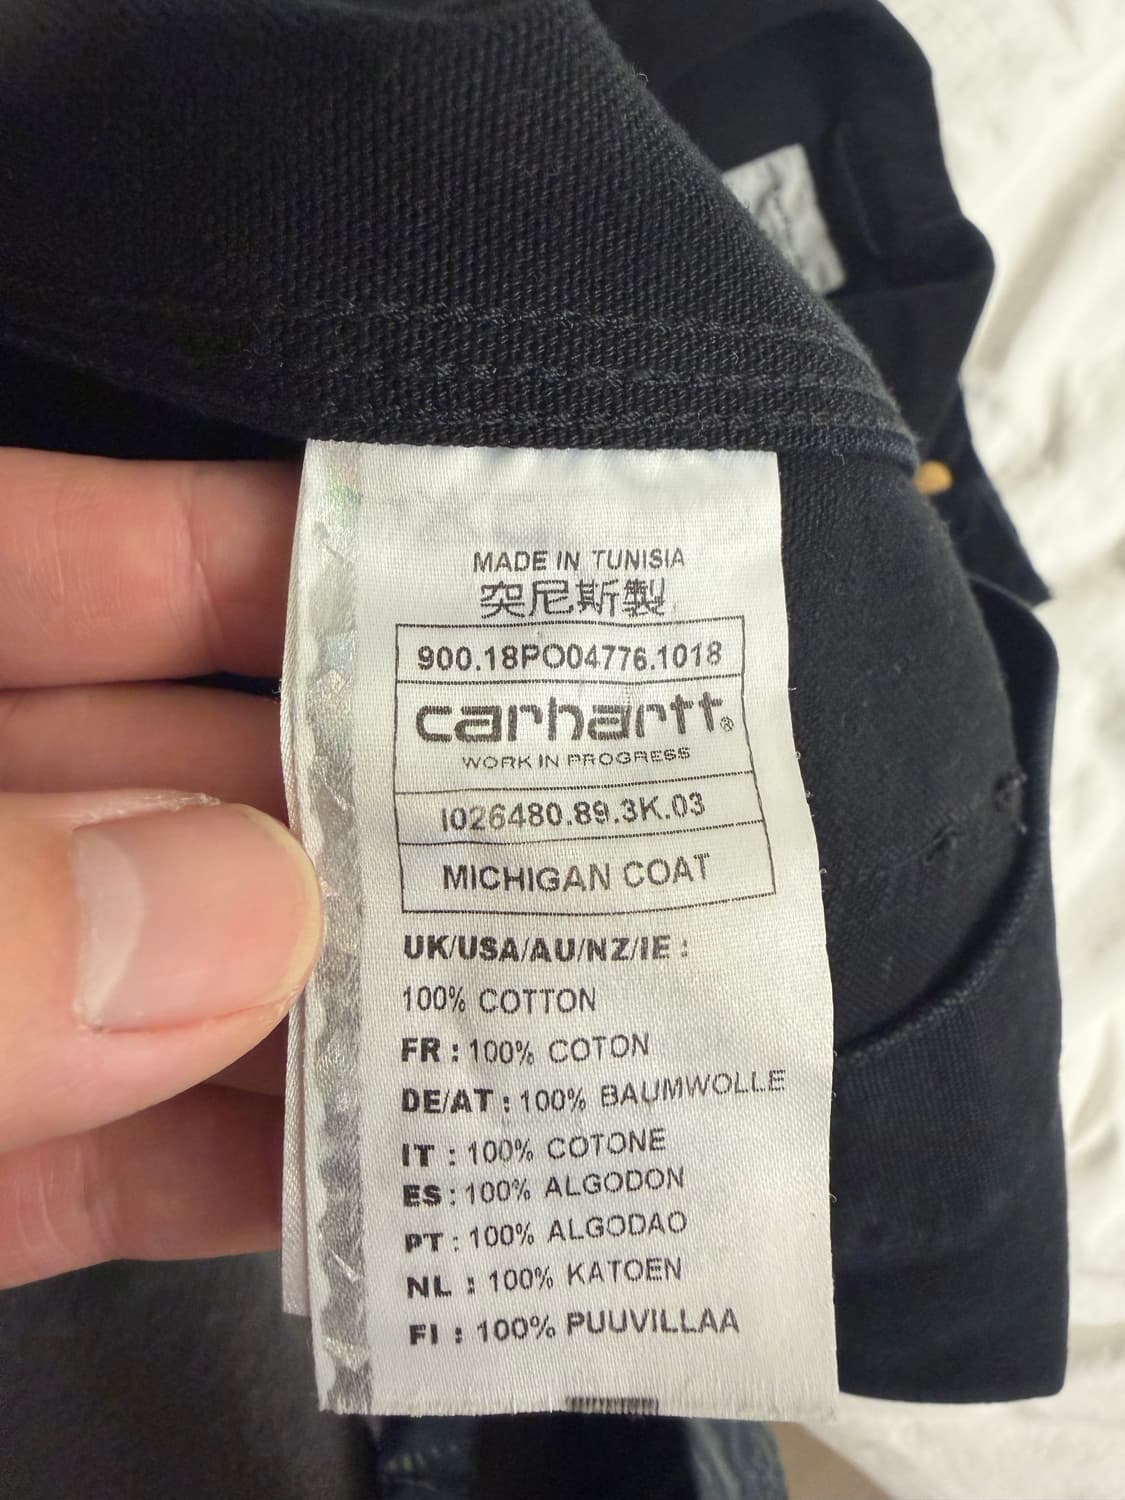 MADE IN TUNISIA
突尼斯製
900.18PO04776.1018
carhartt®
WORK IN PROGRESS
I026480.89.3K.03
MICHIGAN COAT
UK/USA/AU/NZ/IE :
100% COTTON
FR : 100% COTON
DE/AT : 100% BAUMWOLLE
IT : 100% COTONE
ES : 100% ALGODON
PT : 100% ALGODAO
NL : 100% KATOEN
FI : 100% PUUVILLAA